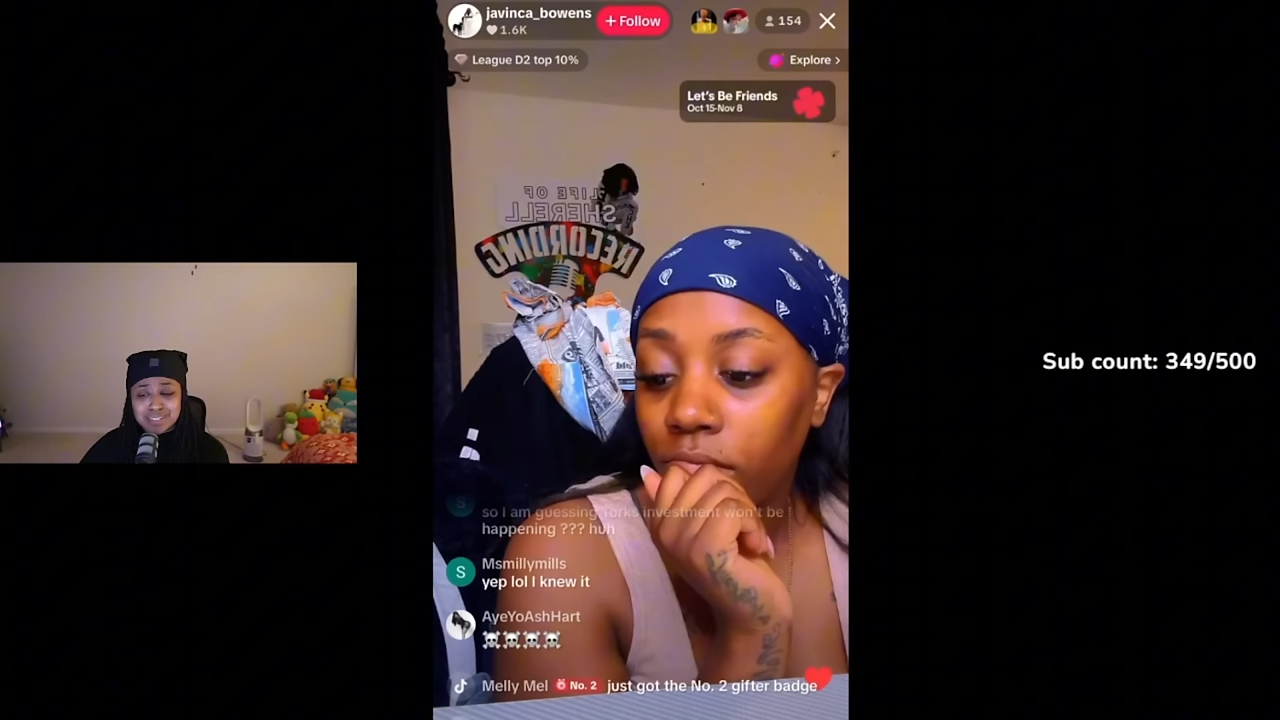 javinca_bowens
+ Follow
154
1.6K
League D2 top 10%
Explore >
Let's Be Friends
Oct 15-Nov 8
LIFE OF
SHERELL
RECORDING
Sub count: 349/500
S
so I am guessing Turks investment won't be
happening ??? huh
Msmillymills
S
yep lol I knew it
AyeYoAshHart
☠️☠️☠️☠️
Melly Mel No. 2 just got the No. 2 gifter badge